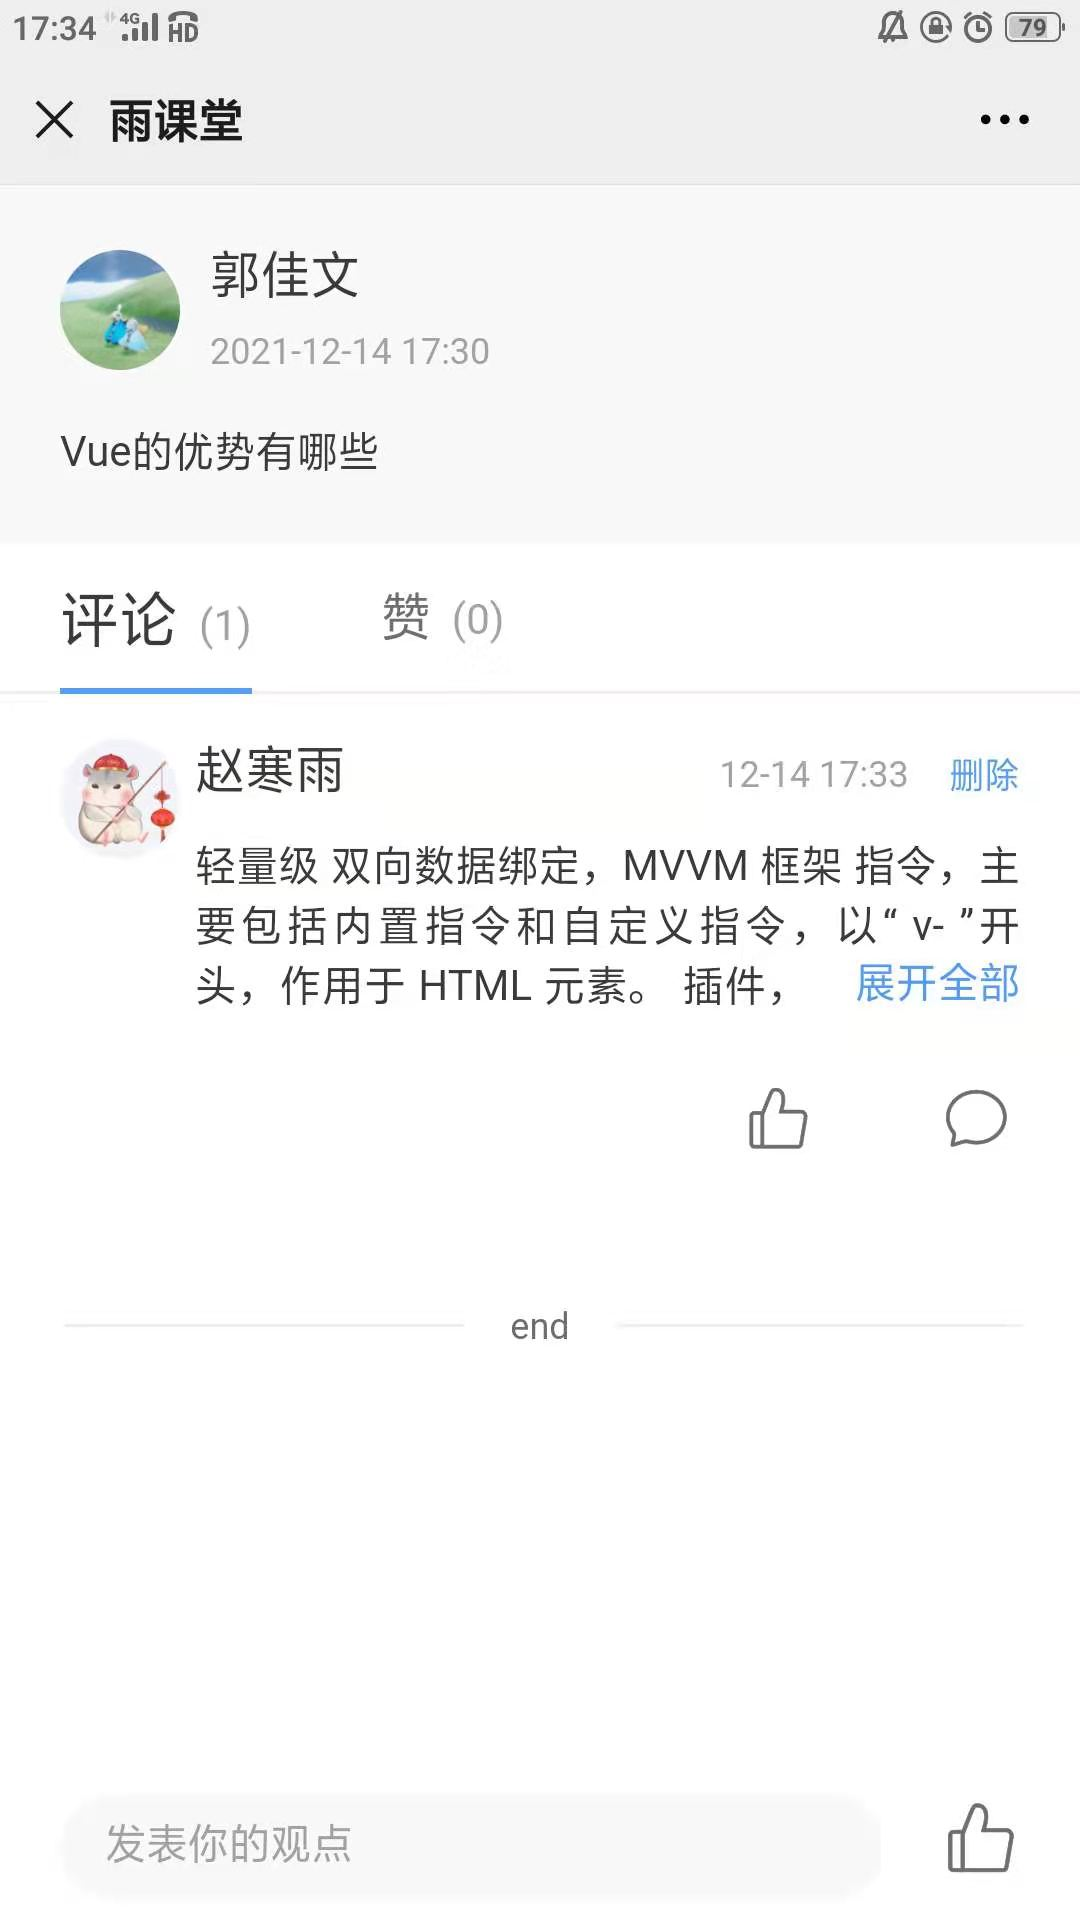 17:34 4G HD 79
雨课堂
郭佳文
2021-12-14 17:30
Vue的优势有哪些
评论 (1) 赞 (0)
赵寒雨 12-14 17:33 删除
轻量级 双向数据绑定，MVVM 框架 指令，主
要包括内置指令和自定义指令，以“ v- ”开
头，作用于 HTML 元素。 插件， 展开全部
end
发表你的观点